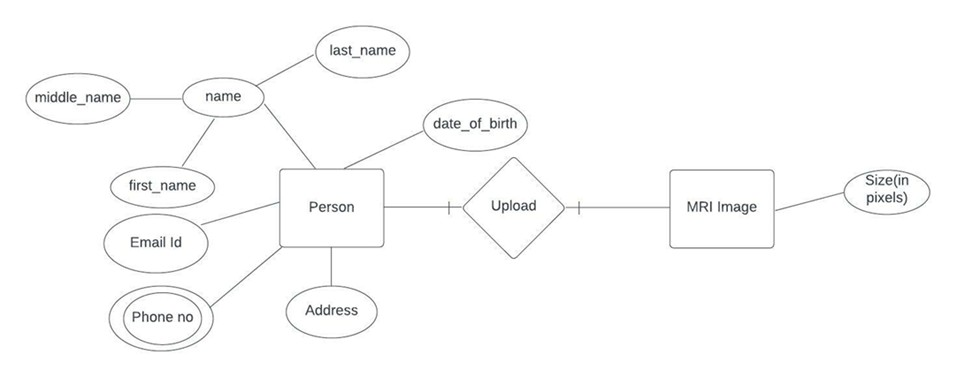 last_name
middle_name
name
date_of_birth
first_name
Person
Upload
MRI Image
Size(in
pixels)
Email Id
Phone no
Address